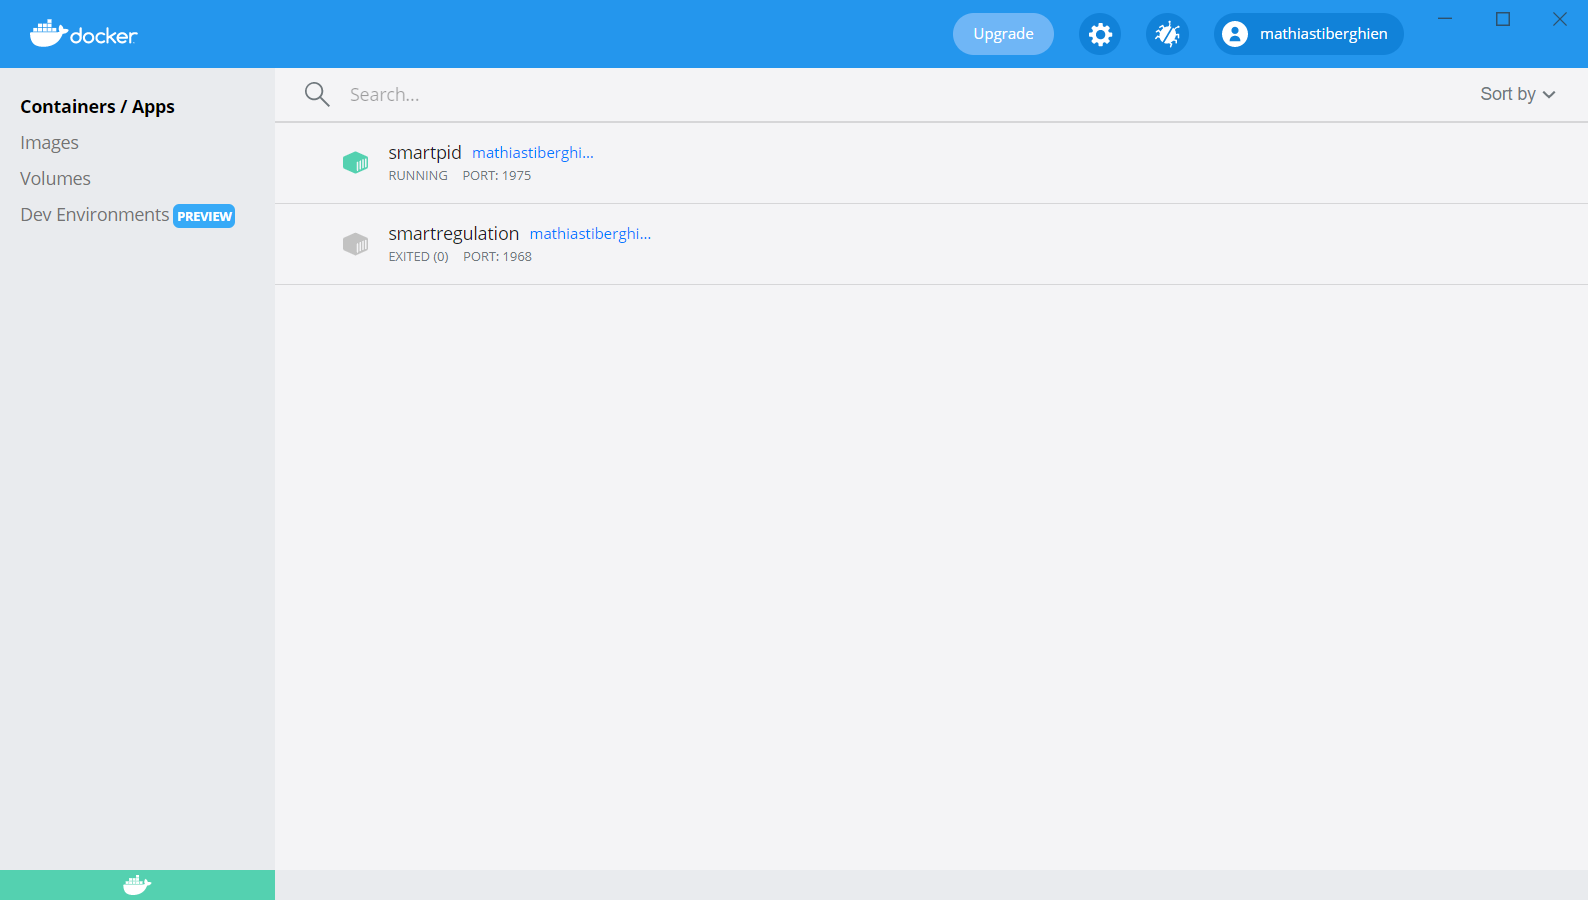 docker
Upgrade
mathiastiberghien
Containers / Apps
Images
Volumes
Dev Environments PREVIEW
Search...
Sort by
smartpid mathiastiberghi...
RUNNING PORT: 1975
smartregulation mathiastiberghi...
EXITED (0) PORT: 1968